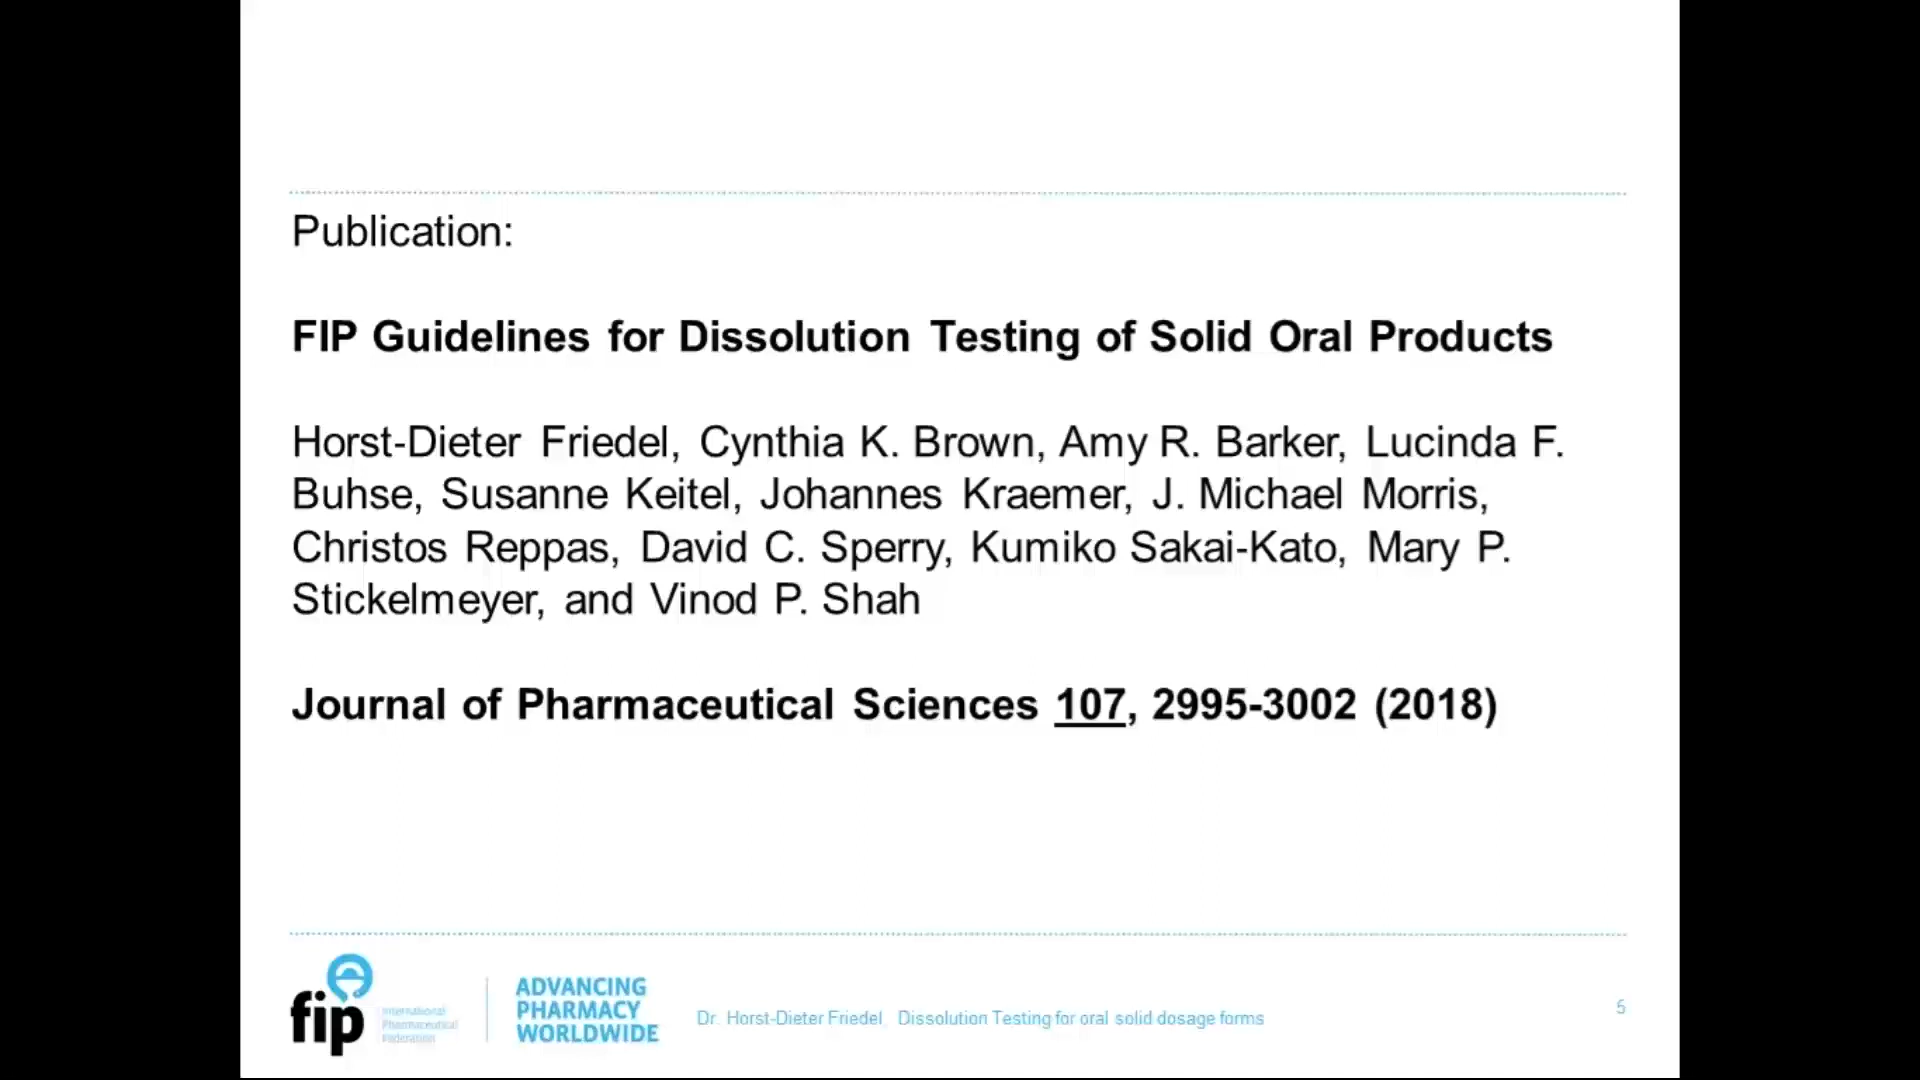 Publication:
FIP Guidelines for Dissolution Testing of Solid Oral Products
Horst-Dieter Friedel, Cynthia K. Brown, Amy R. Barker, Lucinda F.
Buhse, Susanne Keitel, Johannes Kraemer, J. Michael Morris,
Christos Reppas, David C. Sperry, Kumiko Sakai-Kato, Mary P.
Stickelmeyer, and Vinod P. Shah
Journal of Pharmaceutical Sciences 107, 2995-3002 (2018)
fip
International
Pharmaceutical
Federation
ADVANCING
PHARMACY
WORLDWIDE
Dr. Horst-Dieter Friedel, Dissolution Testing for oral solid dosage forms
5